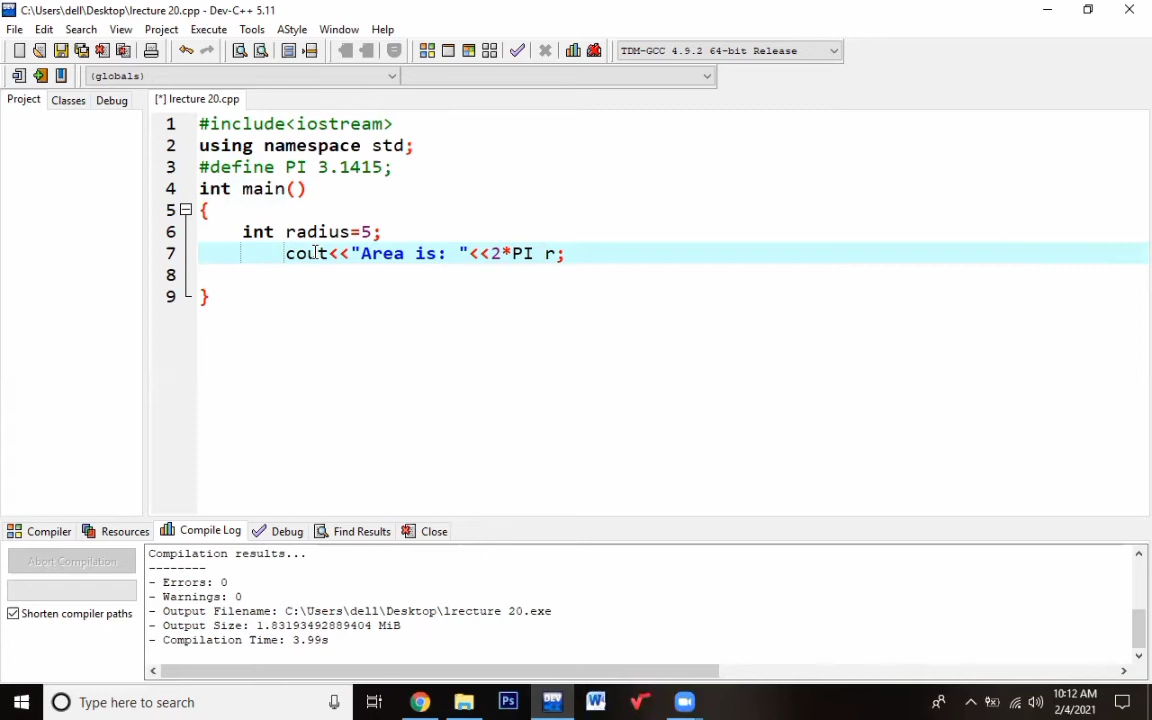 C:\Users\dell\Desktop\lrecture 20.cpp - Dev-C++ 5.11
File Edit Search View Project Execute Tools AStyle Window Help
TDM-GCC 4.9.2 64-bit Release
(globals)
Project Classes Debug [*] lrecture 20.cpp
1 #include<iostream>
2 using namespace std;
3 #define PI 3.1415;
4 int main()
5 {
6 int radius=5;
7 cout<<"Area is: "<<2*PI r;
8
9 }
Compiler Resources Compile Log Debug Find Results Close
Abort Compilation
Shorten compiler paths
Compilation results...
--------
- Errors: 0
- Warnings: 0
- Output Filename: C:\Users\dell\Desktop\lrecture 20.exe
- Output Size: 1.83193492889404 MiB
- Compilation Time: 3.99s
Type here to search
Ps
DEV
W
10:12 AM
2/4/2021